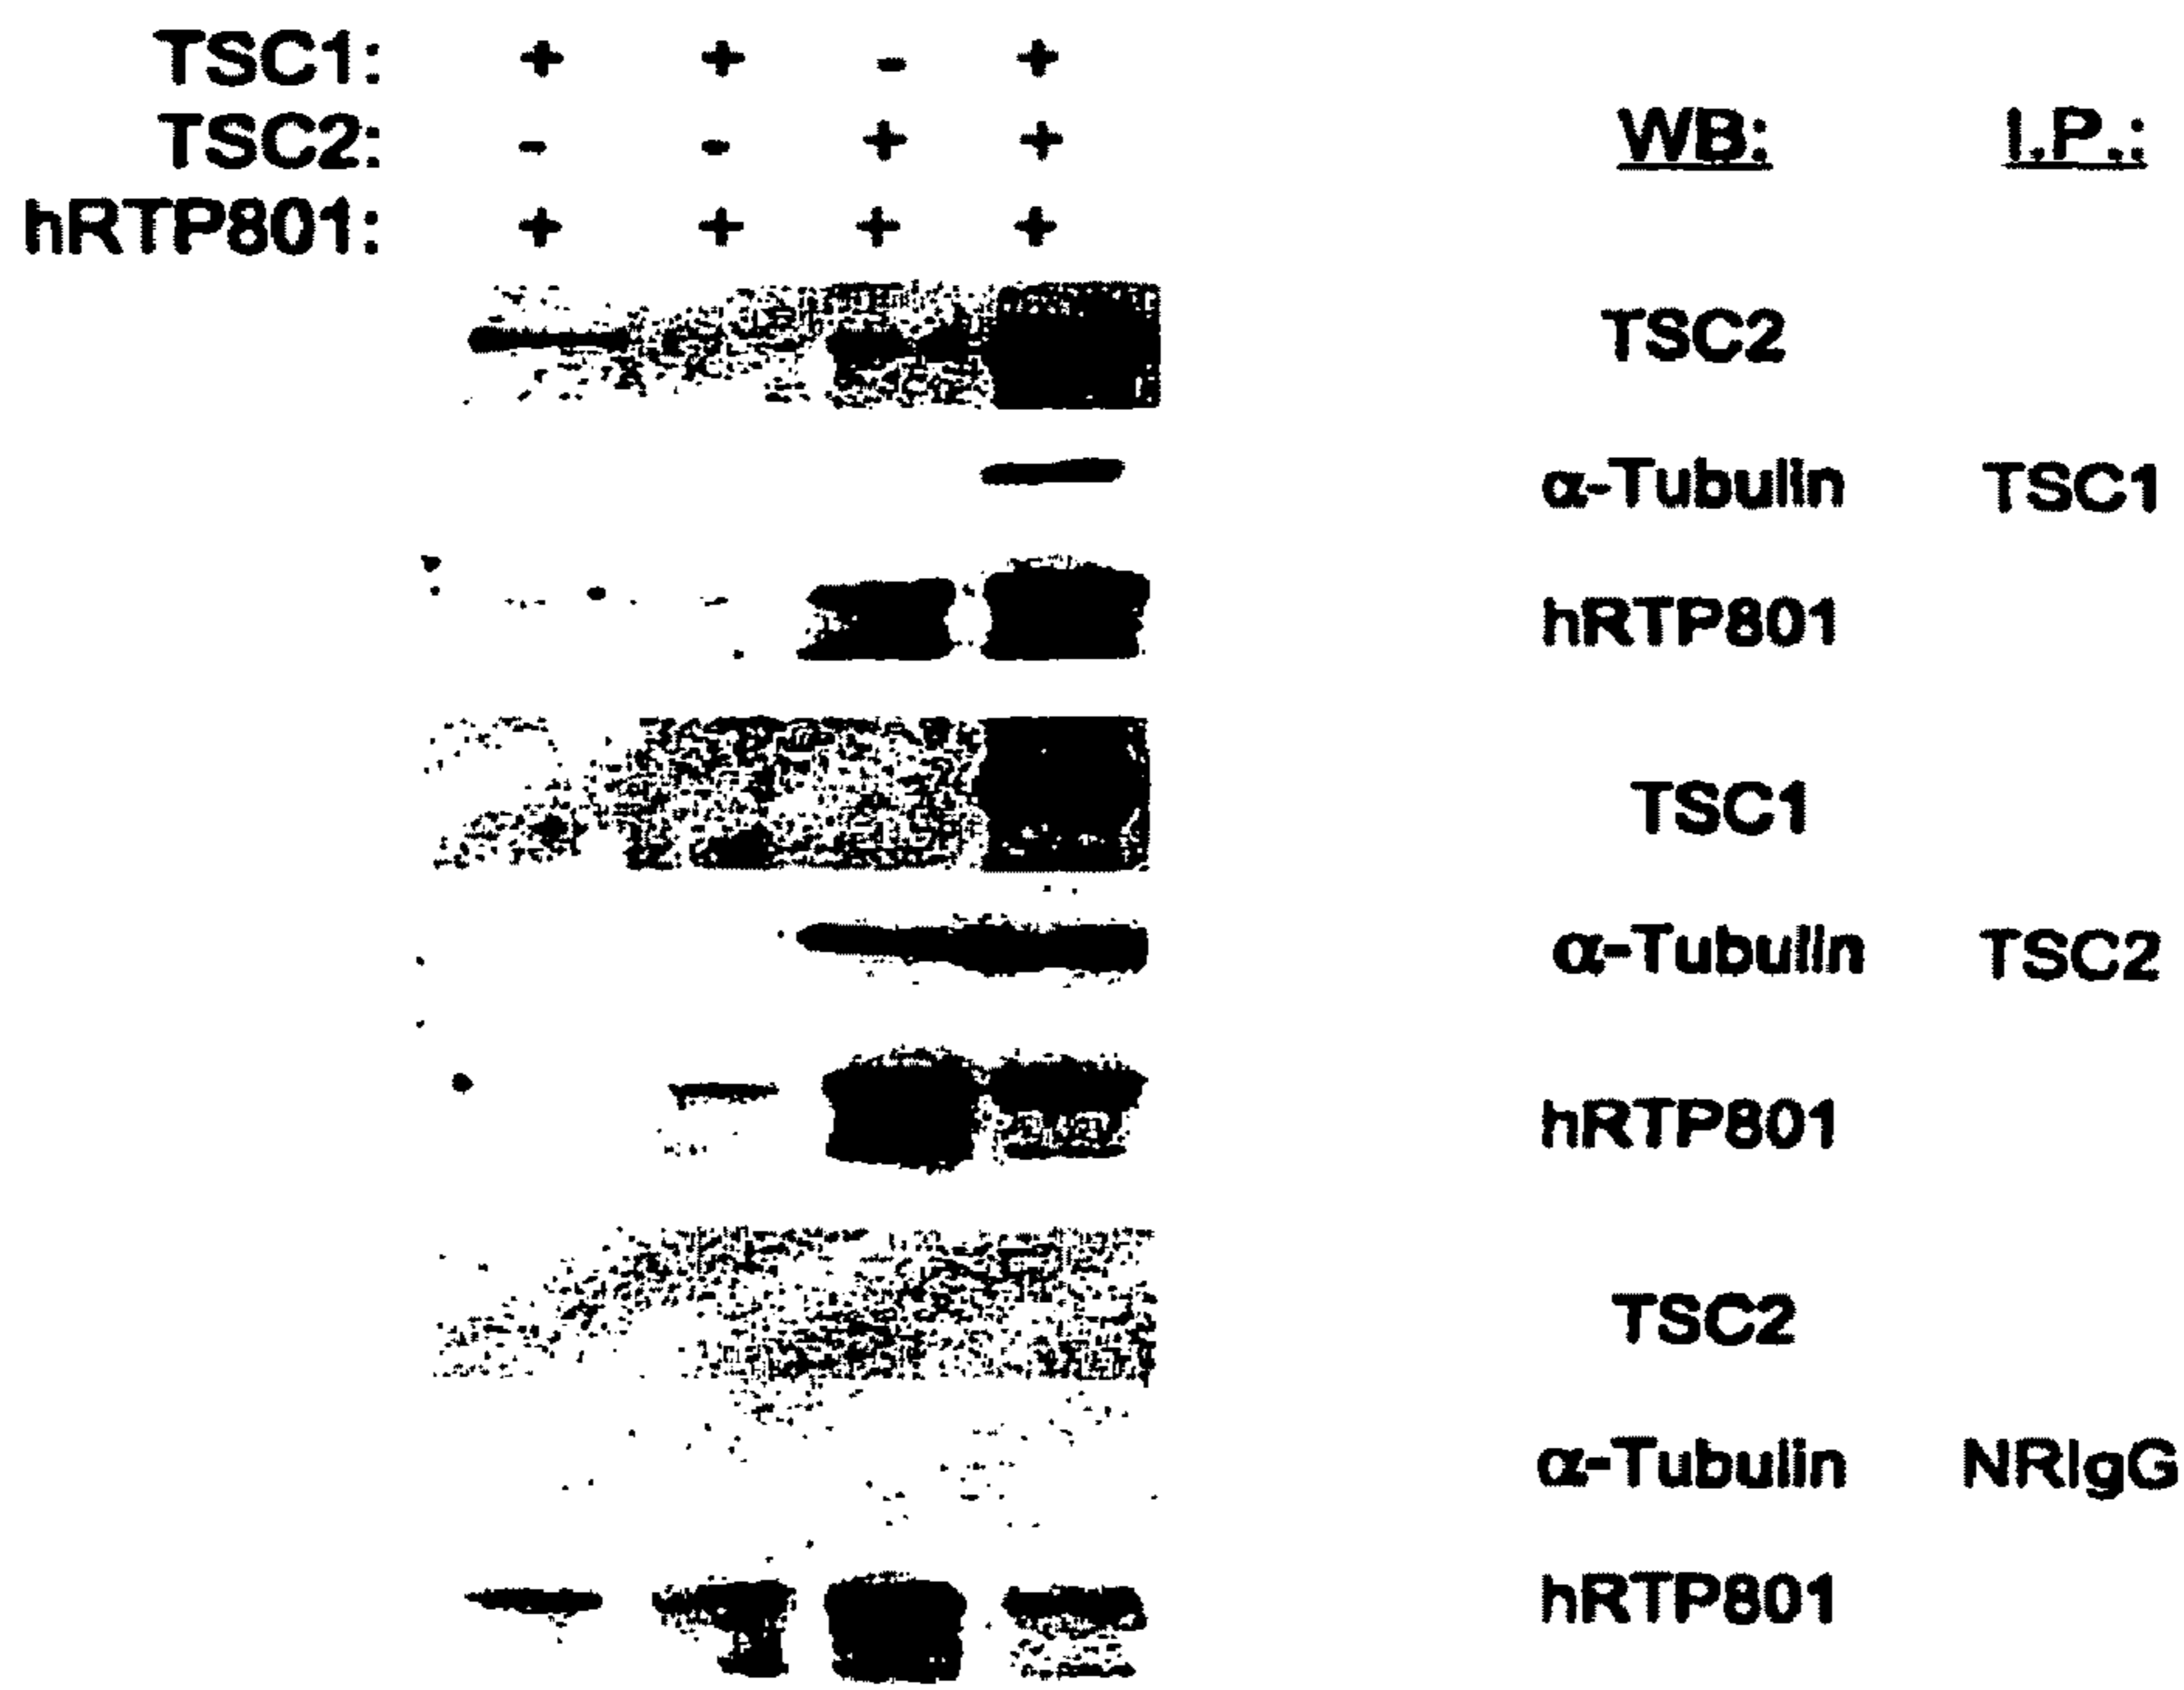 TSC1: + + - +
TSC2: - - + +
WB: I.P.:
hRTP801: + + + +
TSC2
α-Tubulin TSC1
hRTP801
TSC1
α-Tubulin TSC2
hRTP801
TSC2
α-Tubulin NRIgG
hRTP801